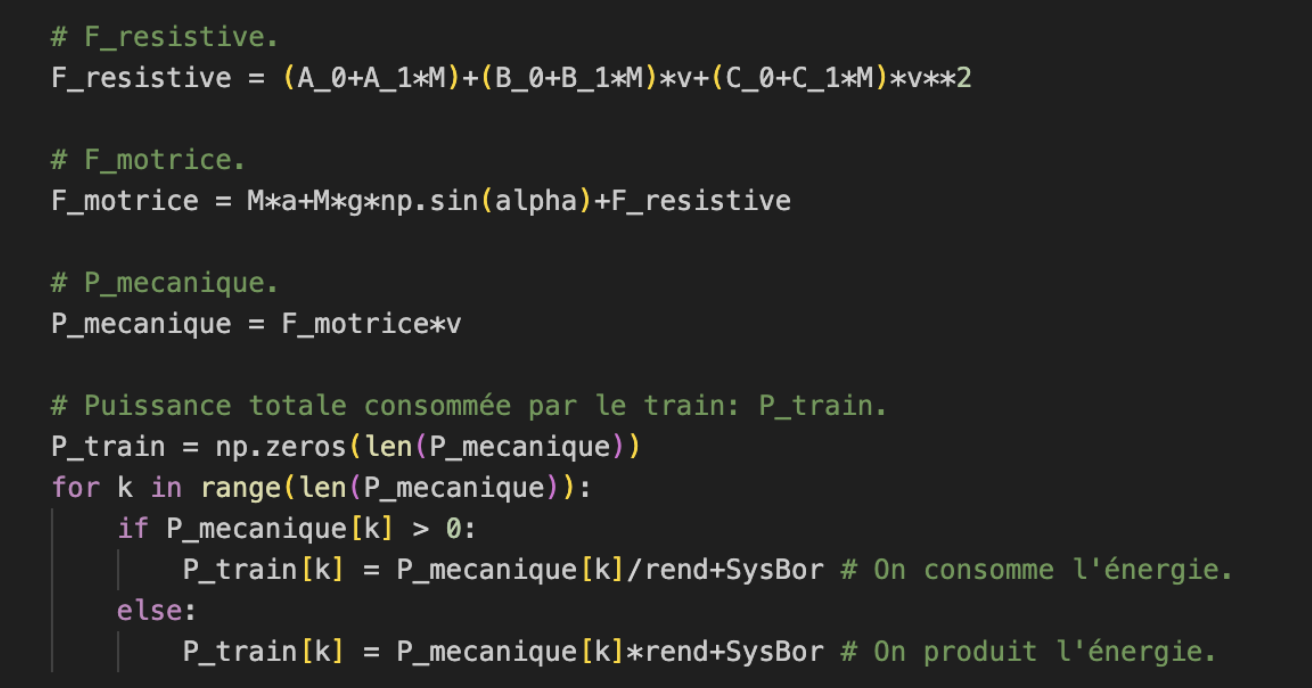 # F_resistive.
F_resistive = (A_0+A_1*M)+(B_0+B_1*M)*v+(C_0+C_1*M)*v**2
# F_motrice.
F_motrice = M*a+M*g*np.sin(alpha)+F_resistive
# P_mecanique.
P_mecanique = F_motrice*v
# Puissance totale consommée par le train: P_train.
P_train = np.zeros(len(P_mecanique))
for k in range(len(P_mecanique)):
    if P_mecanique[k] > 0:
        P_train[k] = P_mecanique[k]/rend+SysBor # On consomme l'énergie.
    else:
        P_train[k] = P_mecanique[k]*rend+SysBor # On produit l'énergie.